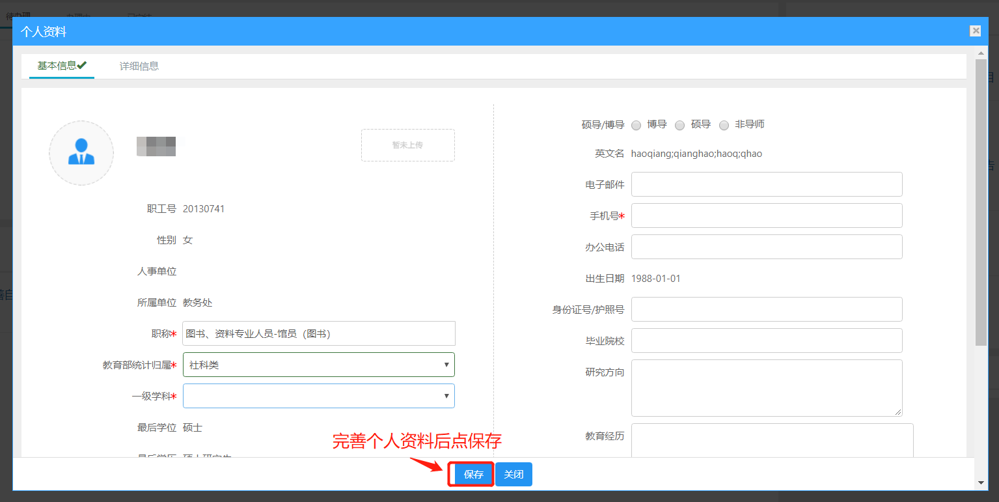 待办理
个人资料
基本信息
详细信息
暂未上传
职工号 20130741
性别 女
人事单位
所属单位 教务处
职称* 图书、资料专业人员-馆员（图书）
教育部统计归属* 社科类
一级学科*
最后学位 硕士
硕导/博导 博导 硕导 非导师
英文名 haoqiang;qianghao;haoq;qhao
电子邮件
手机号*
办公电话
出生日期 1988-01-01
身份证号/护照号
毕业院校
研究方向
教育经历
完善个人资料后点保存
保存 关闭